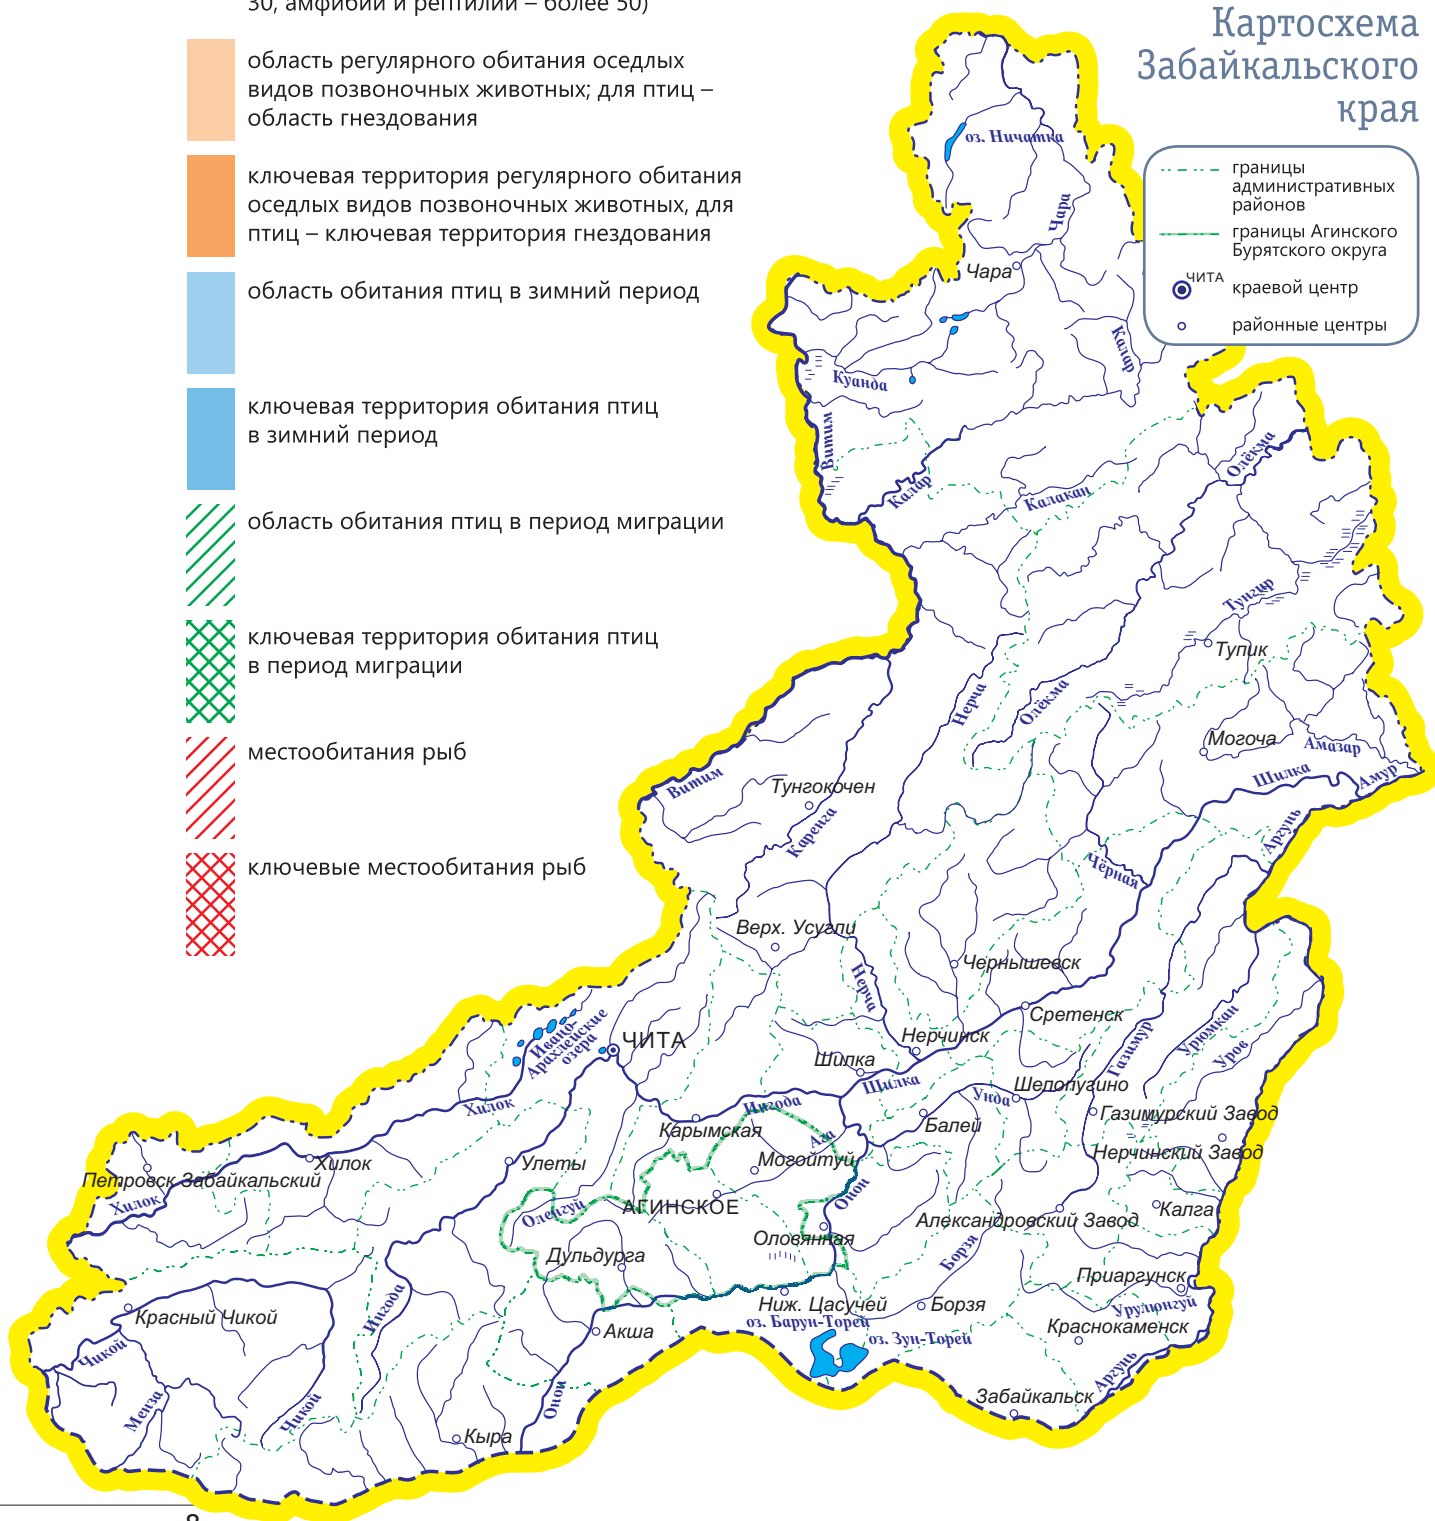 30, амфибий и рептилий – более 50)
область регулярного обитания оседлых
видов позвоночных животных; для птиц –
область гнездования
ключевая территория регулярного обитания
оседлых видов позвоночных животных, для
птиц – ключевая территория гнездования
область обитания птиц в зимний период
ключевая территория обитания птиц
в зимний период
область обитания птиц в период миграции
ключевая территория обитания птиц
в период миграции
местообитания рыб
ключевые местообитания рыб
Картосхема
Забайкальского
края
границы
административных
районов
границы Агинского
Бурятского округа
ЧИТА
краевой центр
районные центры
оз. Ничатка
Чара
Чара
Калар
Куанда
Витим
Калар
Калакан
Олёкма
Тунгир
Тупик
Нерча
Олёкма
Могоча
Амазар
Шилка
Амур
Витим
Тунгокочен
Каренга
Аргунь
Чёрная
Верх. Усугли
Нерча
Чернышевск
Сретенск
Ивано-
Арахлейские
озера
ЧИТА
Нерчинск
Шилка
Шилка
Газимур
Урюмкан
Уров
Шелопугино
Унда
Хилок
Ингода
Карымская
Балей
Газимурский Завод
Ага
Могойтуй
Нерчинский Завод
Хилок
Улеты
Петровск Забайкальский
Хилок
Оленгуй
АГИНСКОЕ
Онон
Александровский Завод
Калга
Оловянная
Дульдурга
Борзя
Приаргунск
Ингода
Ниж. Цасучей
Борзя
Урулюнгуй
Красный Чикой
Акша
оз. Барун-Торей
оз. Зун-Торей
Краснокаменск
Чикой
Аргунь
Менза
Чикой
Онон
Забайкальск
Кыра
8